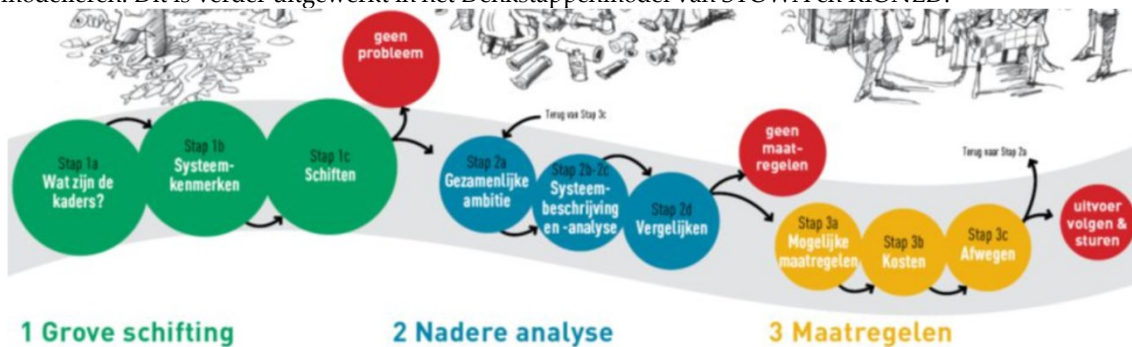 modelleren. Dit is verder uitgewerkt in het Denkstappenmodel van STOWA en RIONED.
geen
probleem
Stap 1a
Wat zijn de
kaders?
Stap 1b
Systeem-
kenmerken
Stap 1c
Schiften
Terug van Stap 3c
Stap 2a
Gezamenlijke
ambitie
Stap 2b-2c
Systeem-
beschrijving
en -analyse
Stap 2d
Vergelijken
geen
maat-
regelen
Stap 3a
Mogelijke
maatregelen
Stap 3b
Kosten
Stap 3c
Afwegen
Terug naar Stap 2a
uitvoer
volgen &
sturen
1 Grove schifting
2 Nadere analyse
3 Maatregelen